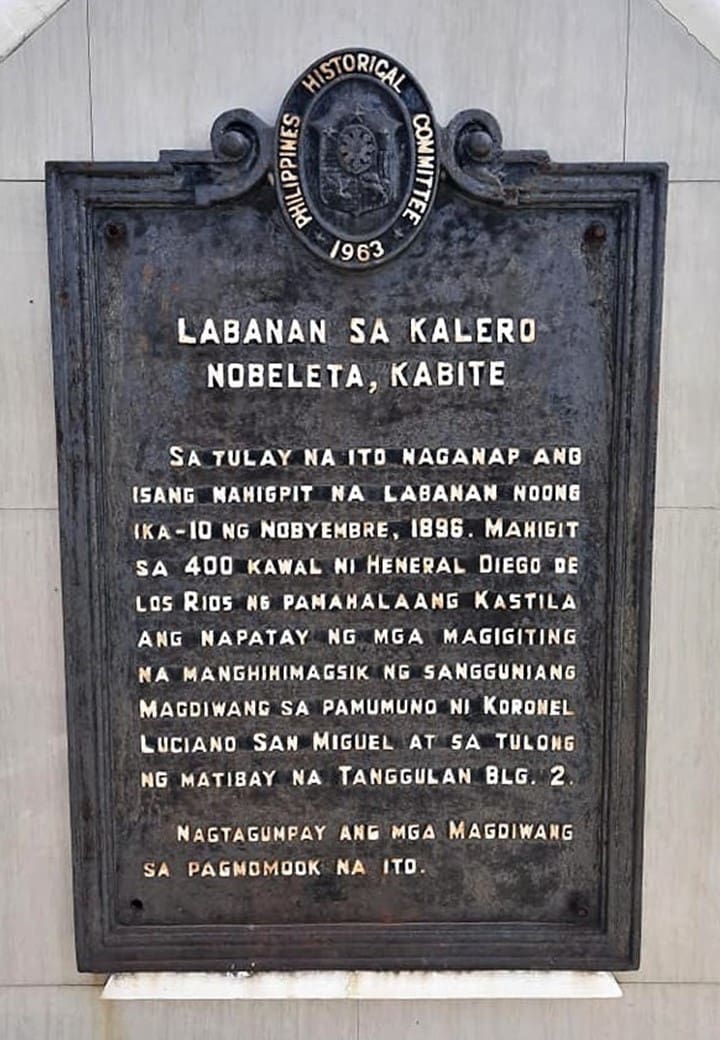 PHILIPPINES HISTORICAL COMMITTEE
1963
LABANAN SA KALERO
NOBELETA, KABITE
SA TULAY NA ITO NAGANAP ANG
ISANG MAHIGPIT NA LABANAN NOONG
IKA-10 NG NOBYEMBRE, 1896. MAHIGIT
SA 400 KAWAL NI HENERAL DIEGO DE
LOS RIOS NG PAMAHALAANG KASTILA
ANG NAPATAY NG MGA MAGIGITING
NA MANGHIHIMAGSIK NG SANGGUNIANG
MAGDIWANG SA PAMUMUNO NI KORONEL
LUCIANO SAN MIGUEL AT SA TULONG
NG MATIBAY NA TANGGULAN BLG. 2.
NAGTAGUMPAY ANG MGA MAGDIWANG
SA PAGMOMOOK NA ITO.